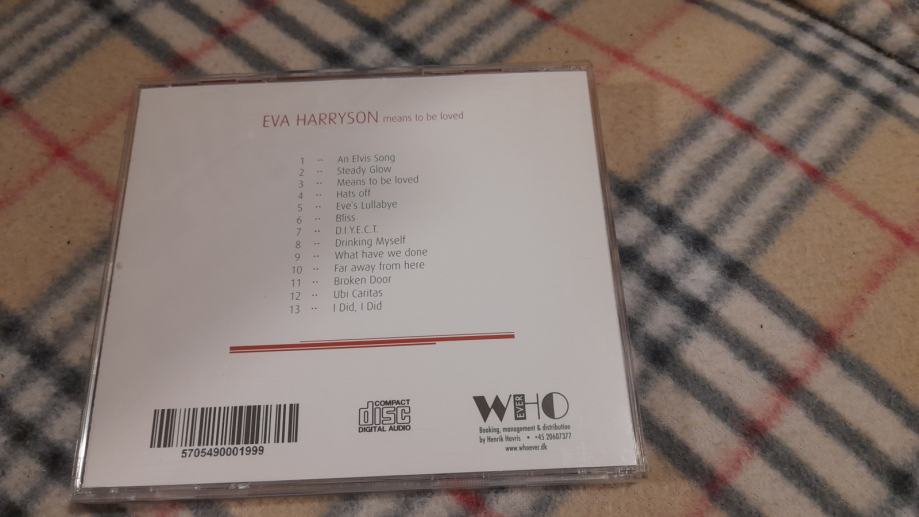 EVA HARRYSON means to be loved
1 •• An Elvis Song
2 •• Steady Glow
3 •• Means to be loved
4 •• Hats off
5 •• Eve's Lullabye
6 •• Bliss
7 •• D.I.Y.E.C.T.
8 •• Drinking Myself
9 •• What have we done
10 •• Far away from here
11 •• Broken Door
12 •• Ubi Caritas
13 •• I Did, I Did
5705490001999
COMPACT
disc
DIGITAL AUDIO
WHO
EVER
Booking, management & distribution
by Henrik Havris • +45 20607377
www.whoever.dk